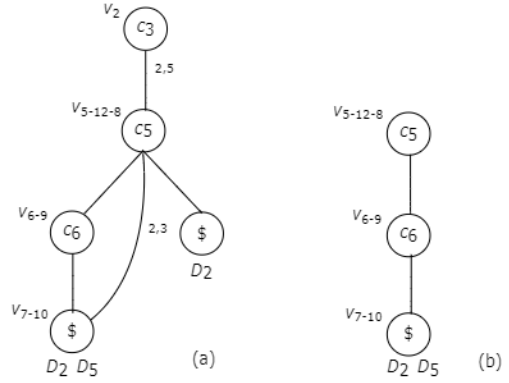 V2
c3
2,5
V5-12-8
c5
V5-12-8
c5
V6-9
c6
2,3
$
D2
V6-9
c6
V7-10
$
D2 D5
(a)
V7-10
$
D2 D5
(b)